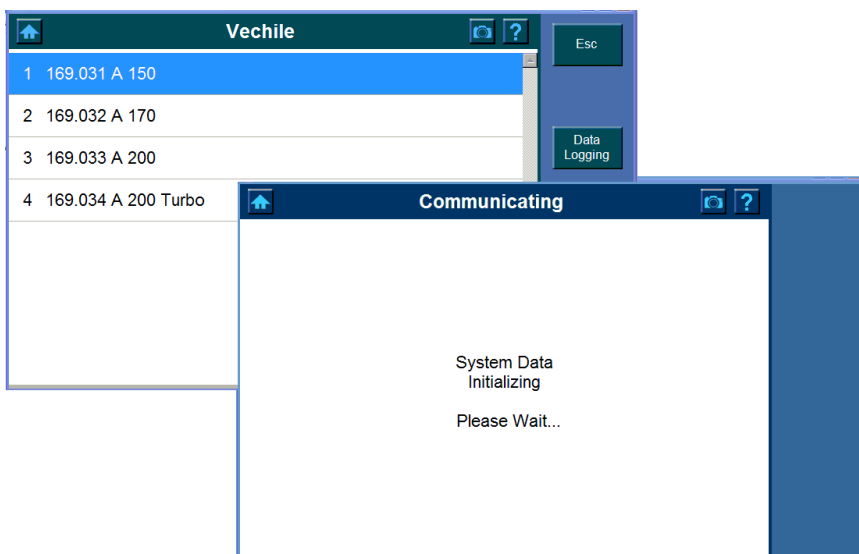 Vechile
?
Esc
1 169.031 A 150
2 169.032 A 170
3 169.033 A 200
4 169.034 A 200 Turbo
Data
Logging
Communicating
?
System Data
Initializing
Please Wait...